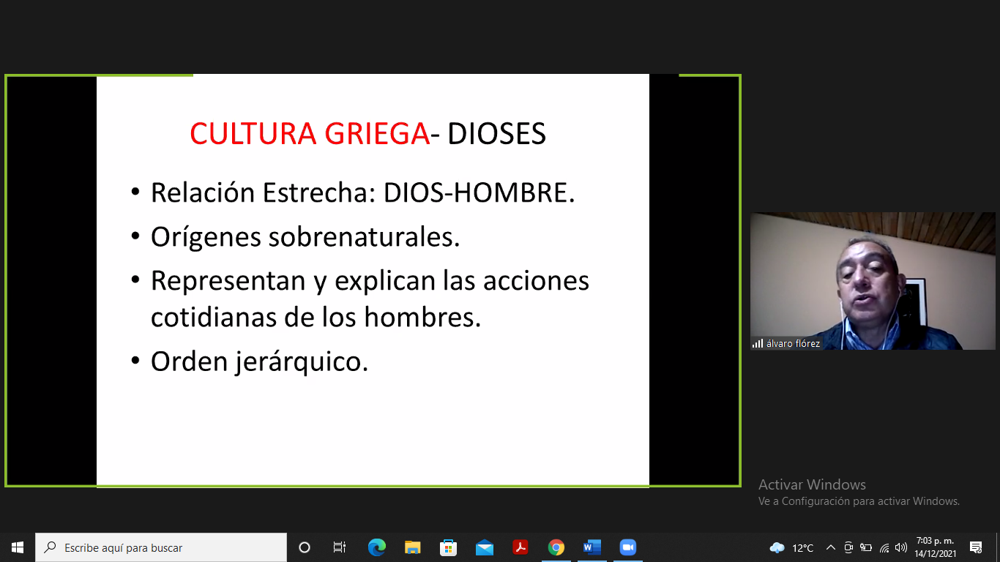 CULTURA GRIEGA- DIOSES
• Relación Estrecha: DIOS-HOMBRE.
• Orígenes sobrenaturales.
• Representan y explican las acciones
cotidianas de los hombres.
• Orden jerárquico.
álvaro flórez
Activar Windows
Ve a Configuración para activar Windows.
Escribe aquí para buscar
12°C
7:03 p. m.
14/12/2021